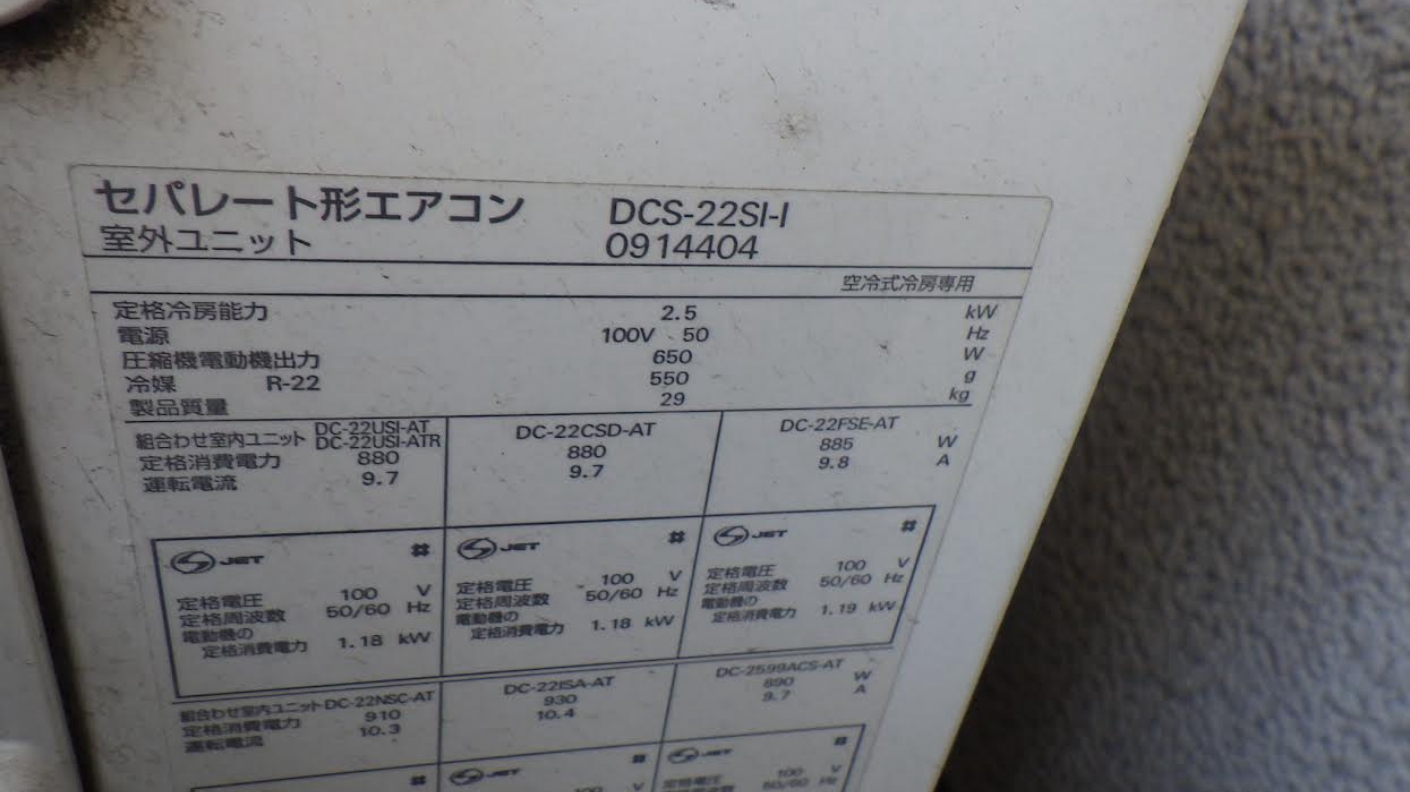 セパレート形エアコン DCS-22SI-I
室外ユニット 0914404
空冷式冷房専用
定格冷房能力 2.5 kW
電源 100V 50 Hz
圧縮機電動機出力 650 W
冷媒 R-22 550 g
製品質量 29 kg
組合わせ室内ユニット DC-22USI-AT DC-22USI-ATR DC-22CSD-AT DC-22FSE-AT
定格消費電力 880 880 885 W
運転電流 9.7 9.7 9.8 A
JET # JET # JET #
定格電圧 100 V 定格電圧 100 V 定格電圧 100 V
定格周波数 50/60 Hz 定格周波数 50/60 Hz 定格周波数 50/60 Hz
電動機の 電動機の 電動機の
定格消費電力 1.18 kW 定格消費電力 1.18 kW 定格消費電力 1.19 kW
組合わせ室内ユニット DC-22NSC-AT DC-22ISA-AT DC-2599ACS-AT
定格消費電力 910 930 890 W
運転電流 10.3 10.4 9.7 A
# JET # JET #
100 V 定格電圧 100 V
50/60 Hz